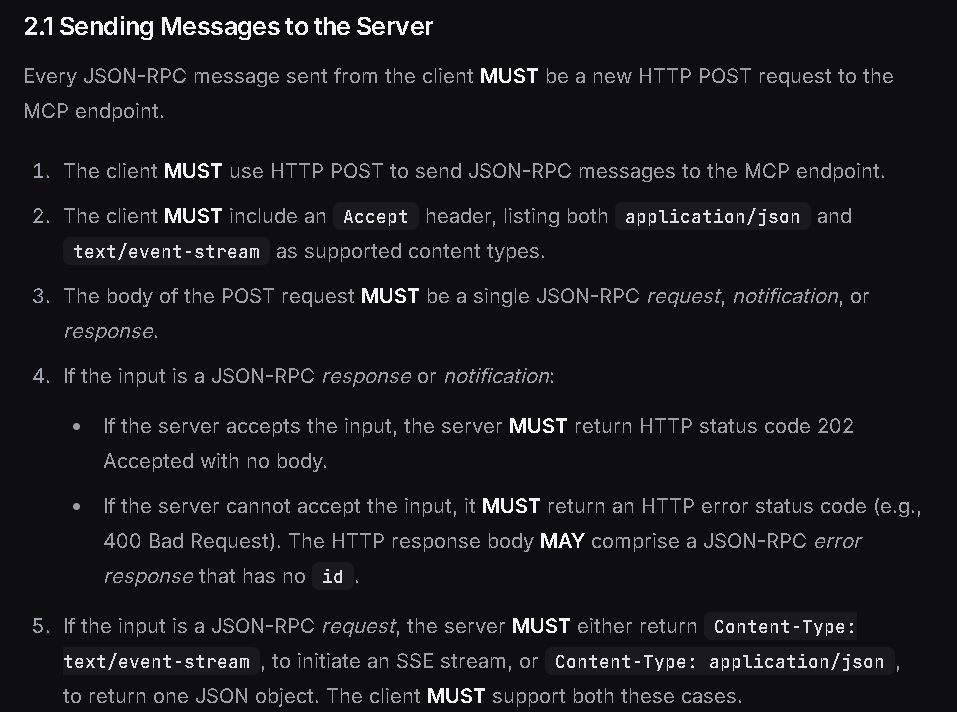 2.1 Sending Messages to the Server
Every JSON-RPC message sent from the client MUST be a new HTTP POST request to the
MCP endpoint.
1. The client MUST use HTTP POST to send JSON-RPC messages to the MCP endpoint.
2. The client MUST include an Accept header, listing both application/json and
text/event-stream as supported content types.
3. The body of the POST request MUST be a single JSON-RPC request, notification, or
response.
4. If the input is a JSON-RPC response or notification:
• If the server accepts the input, the server MUST return HTTP status code 202
Accepted with no body.
• If the server cannot accept the input, it MUST return an HTTP error status code (e.g.,
400 Bad Request). The HTTP response body MAY comprise a JSON-RPC error
response that has no id.
5. If the input is a JSON-RPC request, the server MUST either return Content-Type:
text/event-stream, to initiate an SSE stream, or Content-Type: application/json,
to return one JSON object. The client MUST support both these cases.